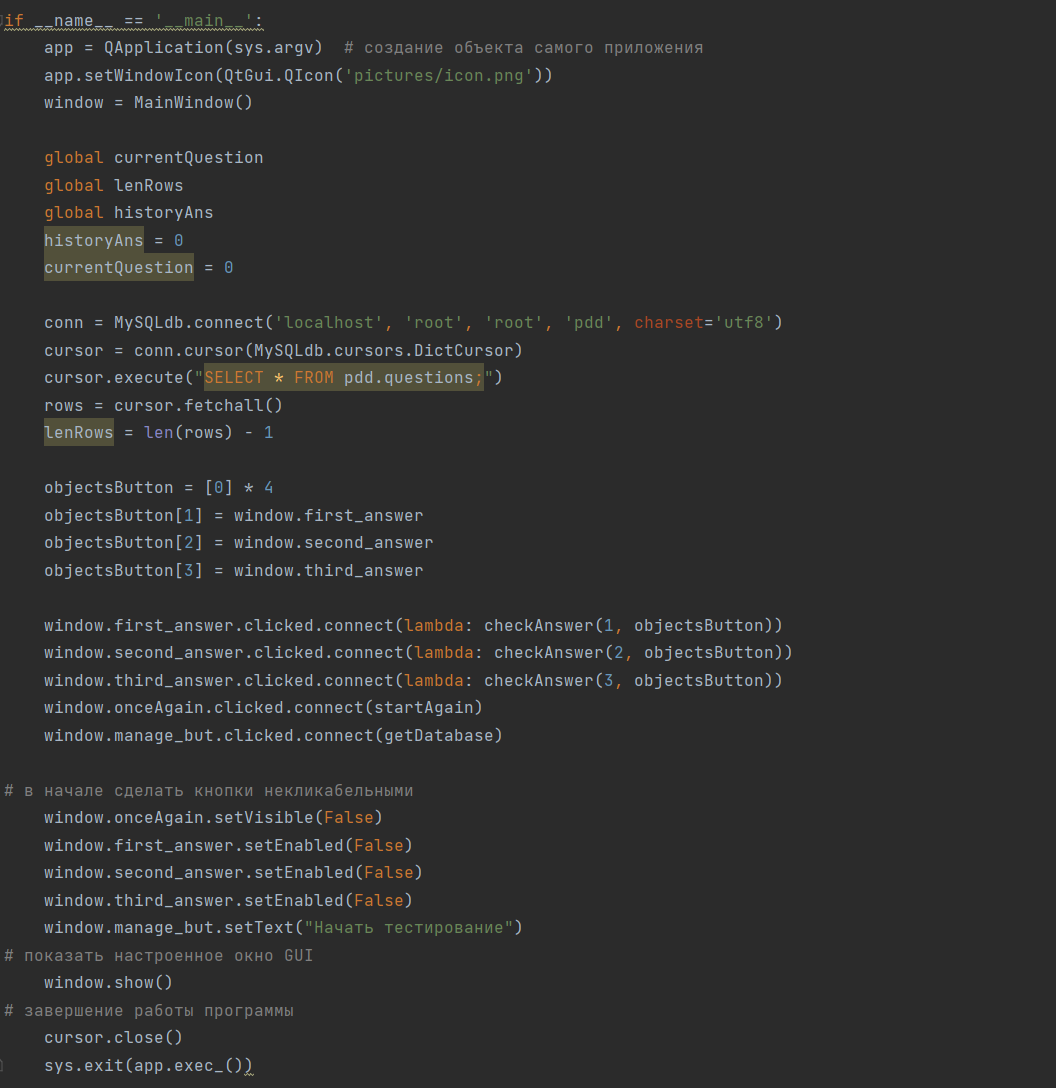 if __name__ == '__main__':
    app = QApplication(sys.argv)  # создание объекта самого приложения
    app.setWindowIcon(QtGui.QIcon('pictures/icon.png'))
    window = MainWindow()

    global currentQuestion
    global lenRows
    global historyAns
    historyAns = 0
    currentQuestion = 0

    conn = MySQLdb.connect('localhost', 'root', 'root', 'pdd', charset='utf8')
    cursor = conn.cursor(MySQLdb.cursors.DictCursor)
    cursor.execute("SELECT * FROM pdd.questions;")
    rows = cursor.fetchall()
    lenRows = len(rows) - 1

    objectsButton = [0] * 4
    objectsButton[1] = window.first_answer
    objectsButton[2] = window.second_answer
    objectsButton[3] = window.third_answer

    window.first_answer.clicked.connect(lambda: checkAnswer(1, objectsButton))
    window.second_answer.clicked.connect(lambda: checkAnswer(2, objectsButton))
    window.third_answer.clicked.connect(lambda: checkAnswer(3, objectsButton))
    window.onceAgain.clicked.connect(startAgain)
    window.manage_but.clicked.connect(getDatabase)

# в начале сделать кнопки некликабельными
    window.onceAgain.setVisible(False)
    window.first_answer.setEnabled(False)
    window.second_answer.setEnabled(False)
    window.third_answer.setEnabled(False)
    window.manage_but.setText("Начать тестирование")
# показать настроенное окно GUI
    window.show()
# завершение работы программы
    cursor.close()
    sys.exit(app.exec_())